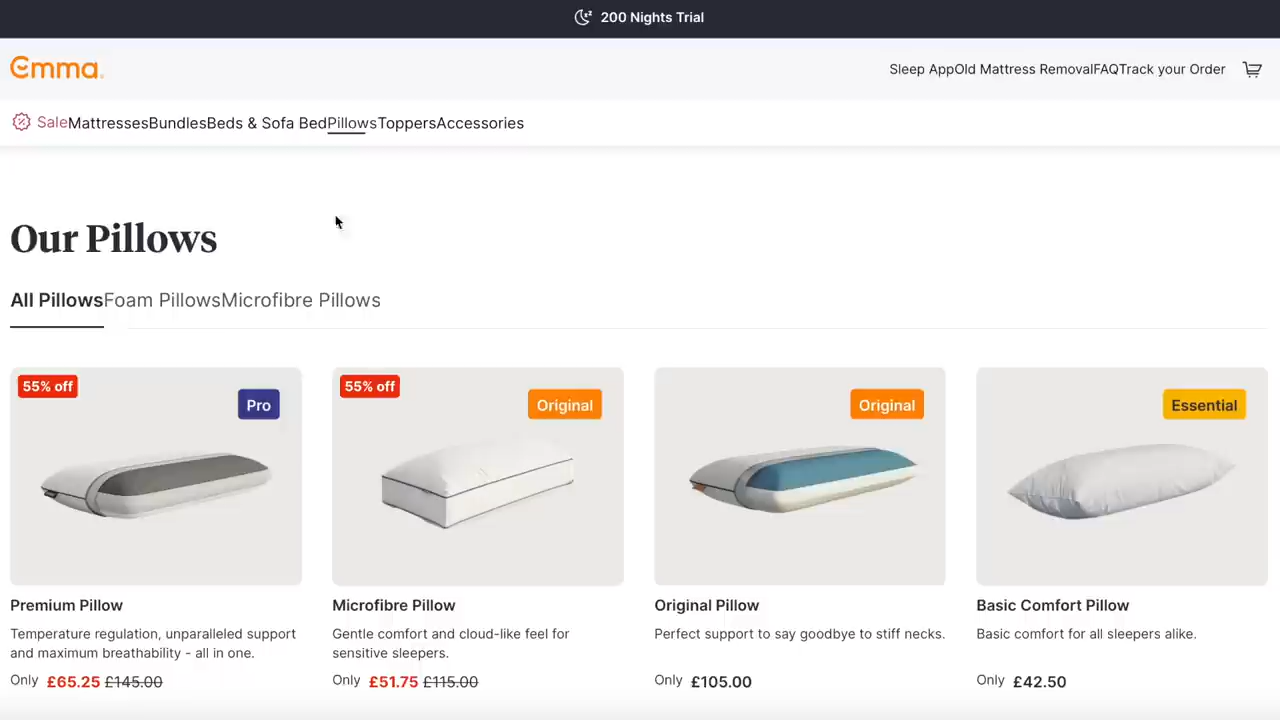 200 Nights Trial
Emma.
Sleep AppOld Mattress RemovalFAQTrack your Order
SaleMattressesBundlesBeds & Sofa BedPillowsToppersAccessories
Our Pillows
All PillowsFoam PillowsMicrofibre Pillows
55% off
Pro
55% off
Original
Original
Essential
Premium Pillow
Temperature regulation, unparalleled support
and maximum breathability - all in one.
Only £65.25 £145.00
Microfibre Pillow
Gentle comfort and cloud-like feel for
sensitive sleepers.
Only £51.75 £115.00
Original Pillow
Perfect support to say goodbye to stiff necks.
Only £105.00
Basic Comfort Pillow
Basic comfort for all sleepers alike.
Only £42.50